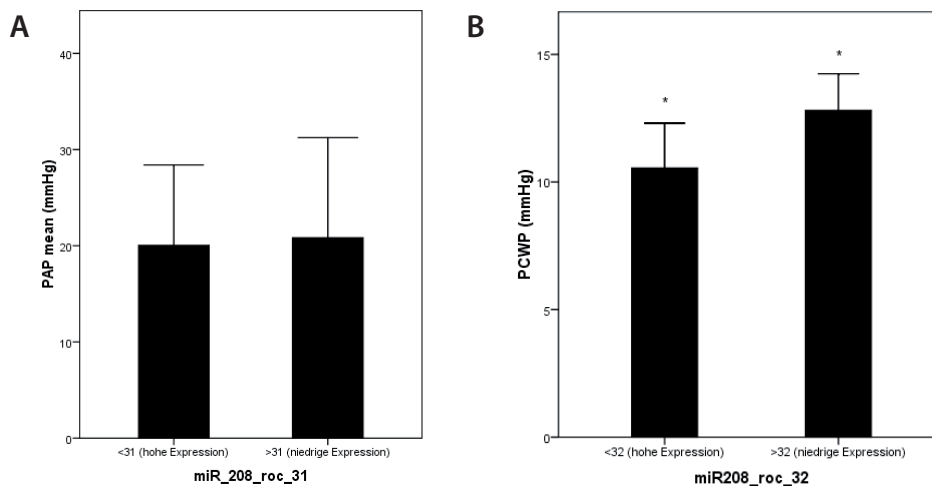 A
PAP mean (mmHg)
40
30
20
10
0
<31 (hohe Expression)
>31 (niedrige Expression)
miR_208_roc_31
B
PCWP (mmHg)
15
10
5
0
*
*
<32 (hohe Expression)
>32 (niedrige Expression)
miR208_roc_32